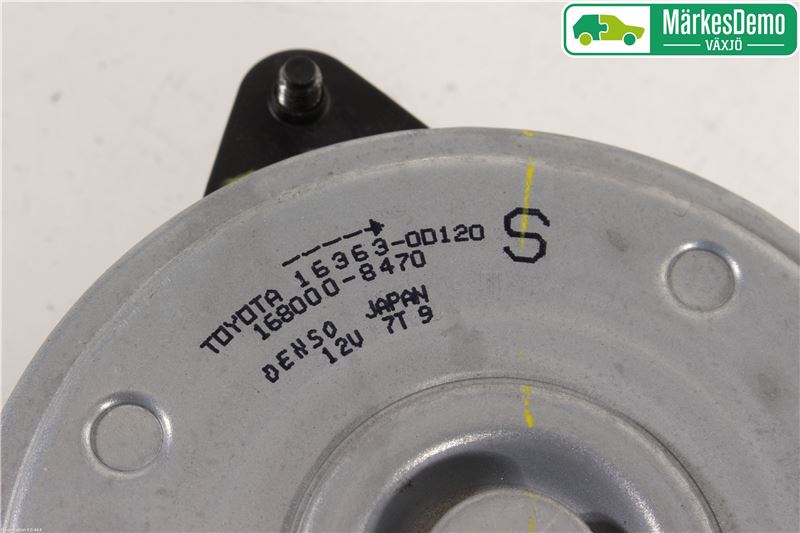 MärkesDemo
VÄXJÖ
TOYOTA 16363-0D120 S
168000-8470
DENSO JAPAN
12V 7T 9